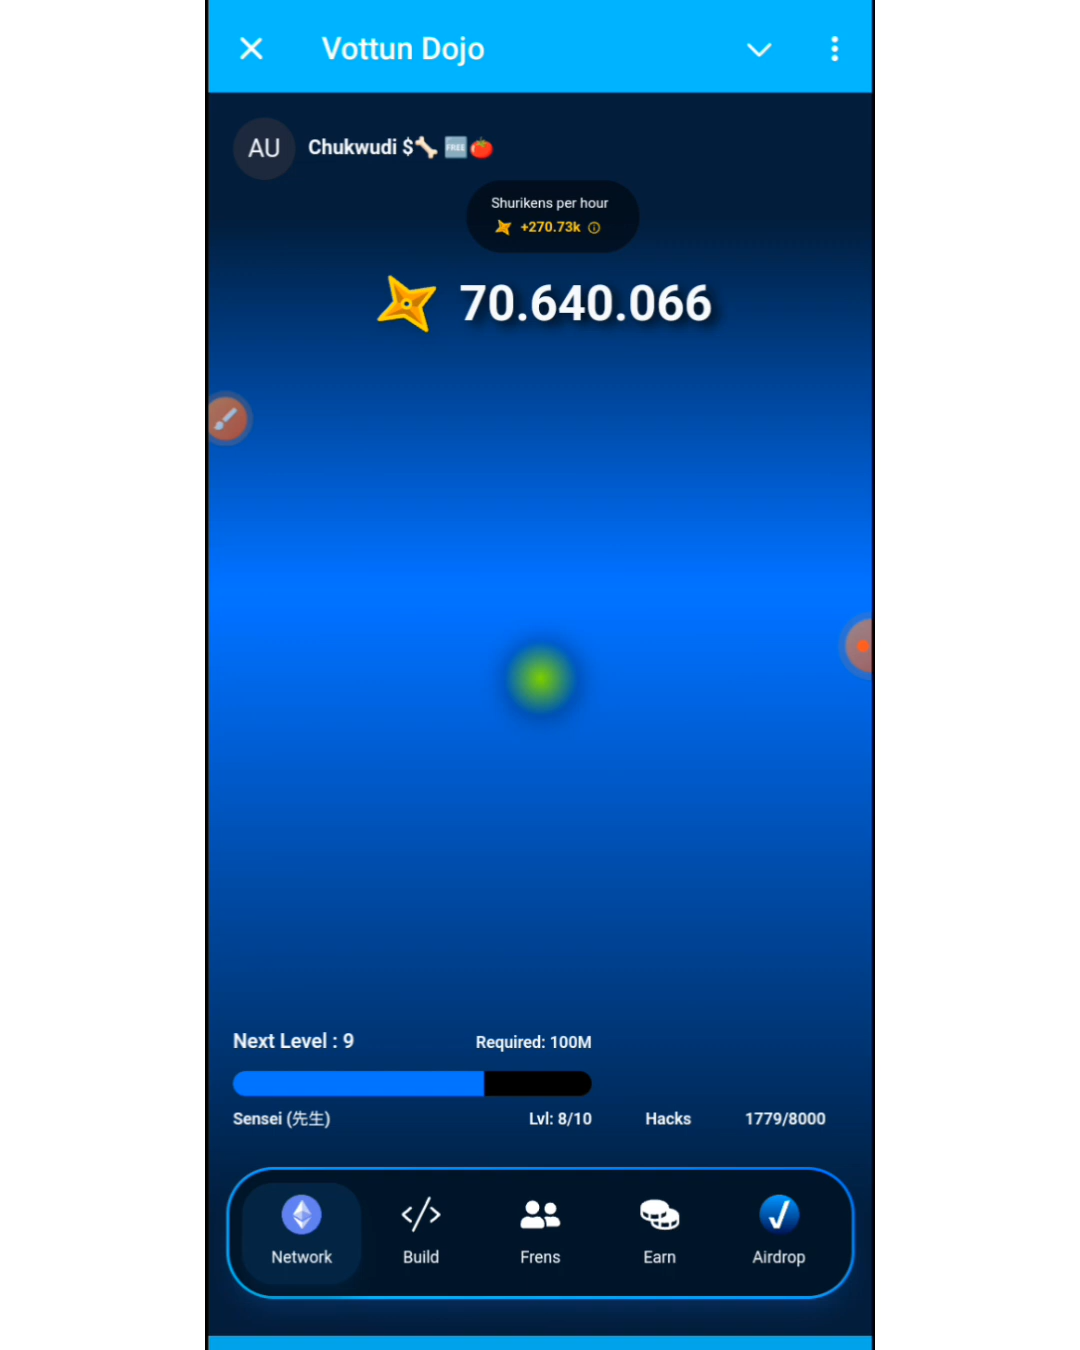 Vottun Dojo
AU
Chukwudi $🦴 🆓🍅
Shurikens per hour
+270.73k
70.640.066
Next Level : 9
Required: 100M
Sensei (先生)
Lvl: 8/10
Hacks
1779/8000
Network
Build
Frens
Earn
Airdrop